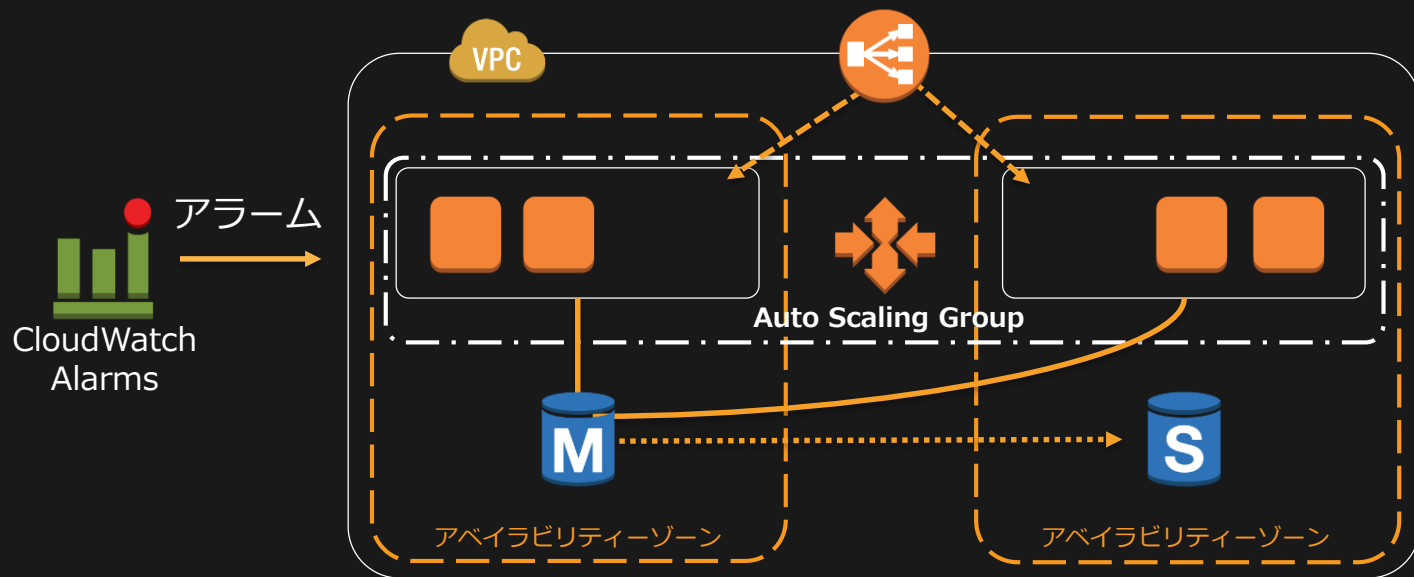 VPC
アラーム
CloudWatch
Alarms
Auto Scaling Group
M
S
アベイラビリティーゾーン
アベイラビリティーゾーン